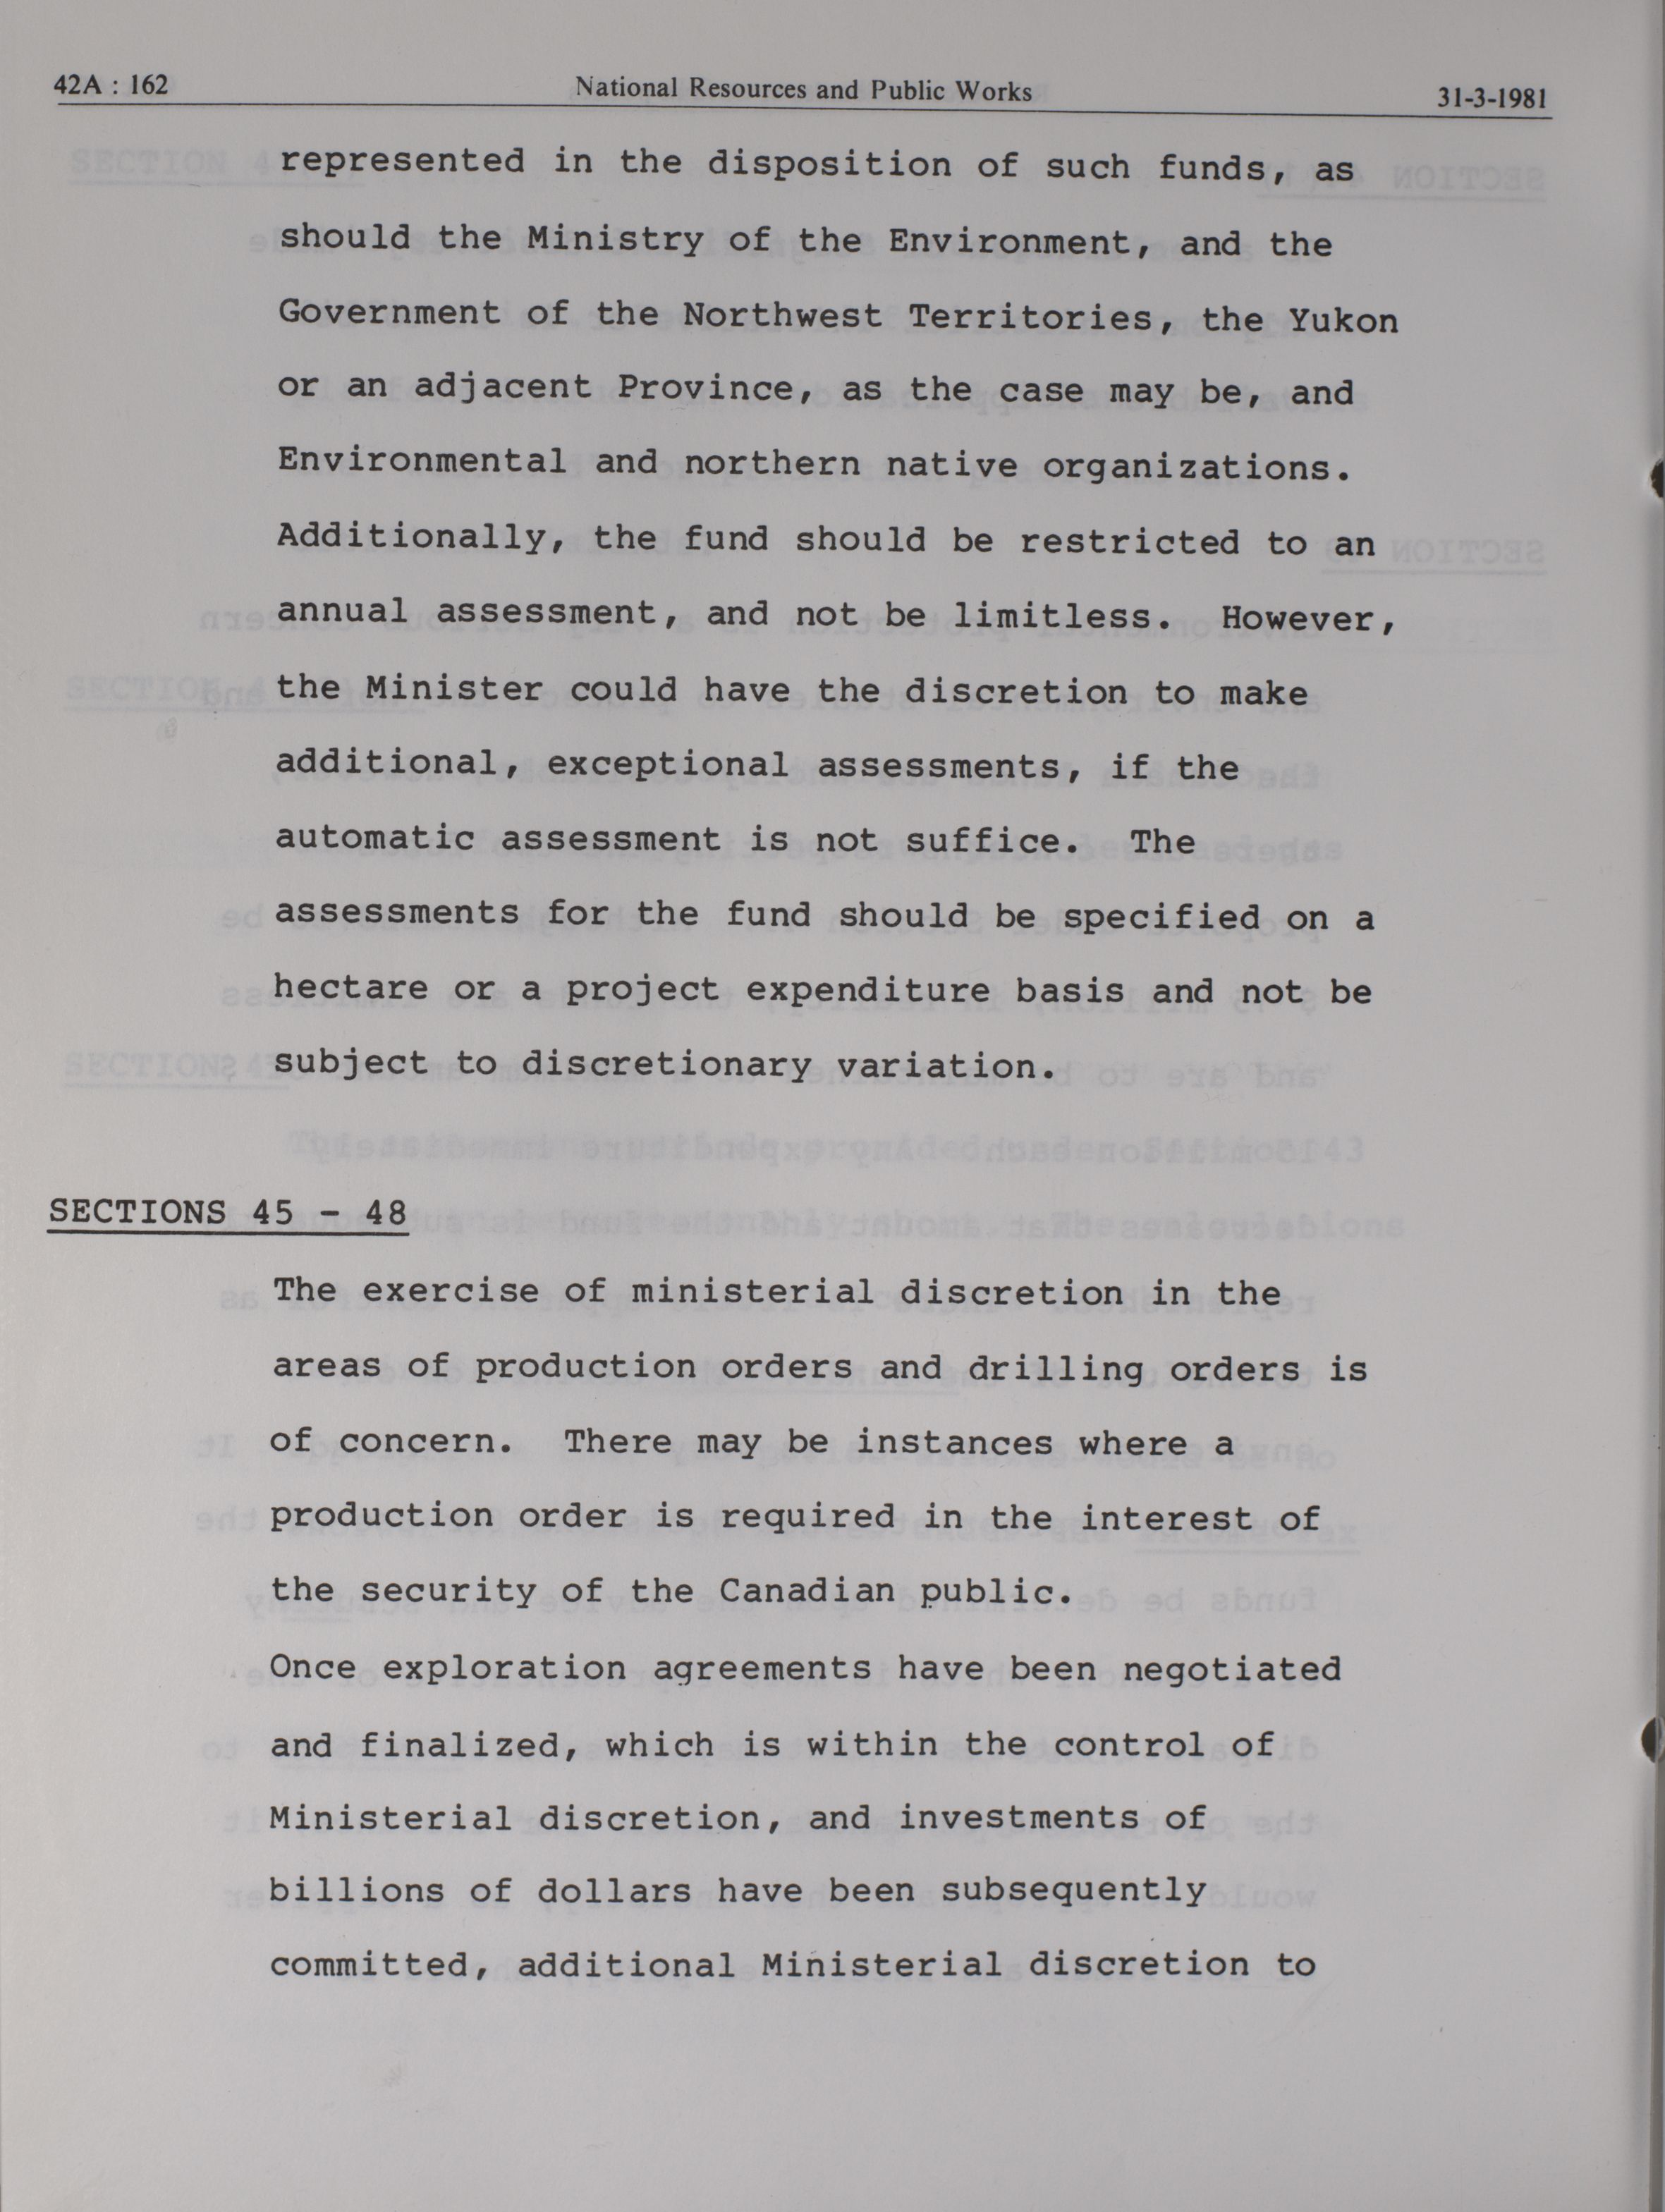 42A : 162 National Resources and Public Works 31-3-1981
represented in the disposition of such funds, as
should the Ministry of the Environment, and the
Government of the Northwest Territories, the Yukon
or an adjacent Province, as the case may be, and
Environmental and northern native organizations.
Additionally, the fund should be restricted to an
annual assessment, and not be limitless. However,
the Minister could have the discretion to make
additional, exceptional assessments, if the
automatic assessment is not suffice. The
assessments for the fund should be specified on a
hectare or a project expenditure basis and not be
subject to discretionary variation.
SECTIONS 45 - 48
The exercise of ministerial discretion in the
areas of production orders and drilling orders is
of concern. There may be instances where a
production order is required in the interest of
the security of the Canadian public.
Once exploration agreements have been negotiated
and finalized, which is within the control of
Ministerial discretion, and investments of
billions of dollars have been subsequently
committed, additional Ministerial discretion to